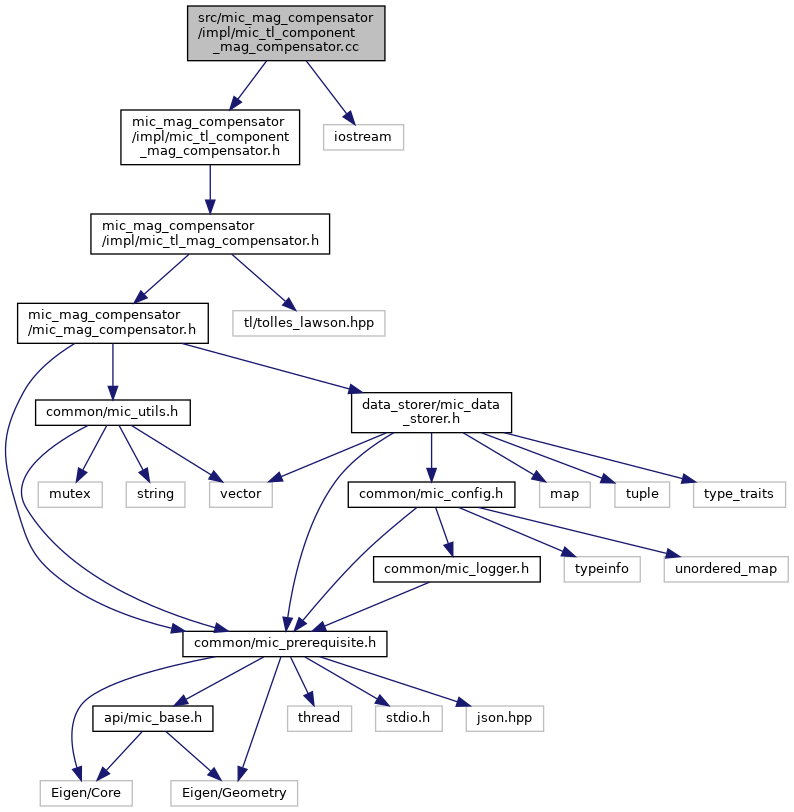 src/mic_mag_compensator
/impl/mic_tl_component
_mag_compensator.cc
mic_mag_compensator
/impl/mic_tl_component
_mag_compensator.h
iostream
mic_mag_compensator
/impl/mic_tl_mag_compensator.h
mic_mag_compensator
/mic_mag_compensator.h
tl/tolles_lawson.hpp
common/mic_utils.h
data_storer/mic_data
_storer.h
mutex
string
vector
common/mic_config.h
map
tuple
type_traits
common/mic_logger.h
typeinfo
unordered_map
common/mic_prerequisite.h
api/mic_base.h
thread
stdio.h
json.hpp
Eigen/Core
Eigen/Geometry